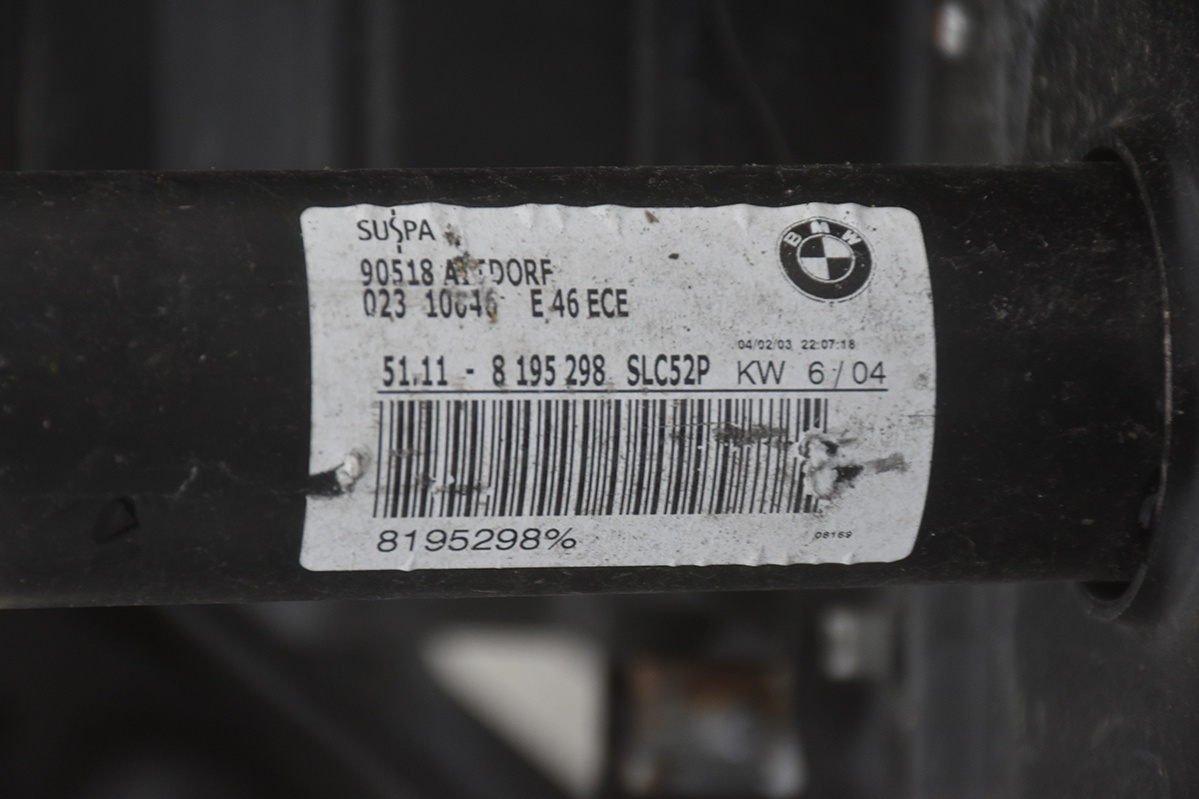 SUSPA
BMW
90518
023 E 46 ECE
04/02/03 22:07:18
51.11 - 8 195 298 SLC52P KW 6/04
8195298%
08169